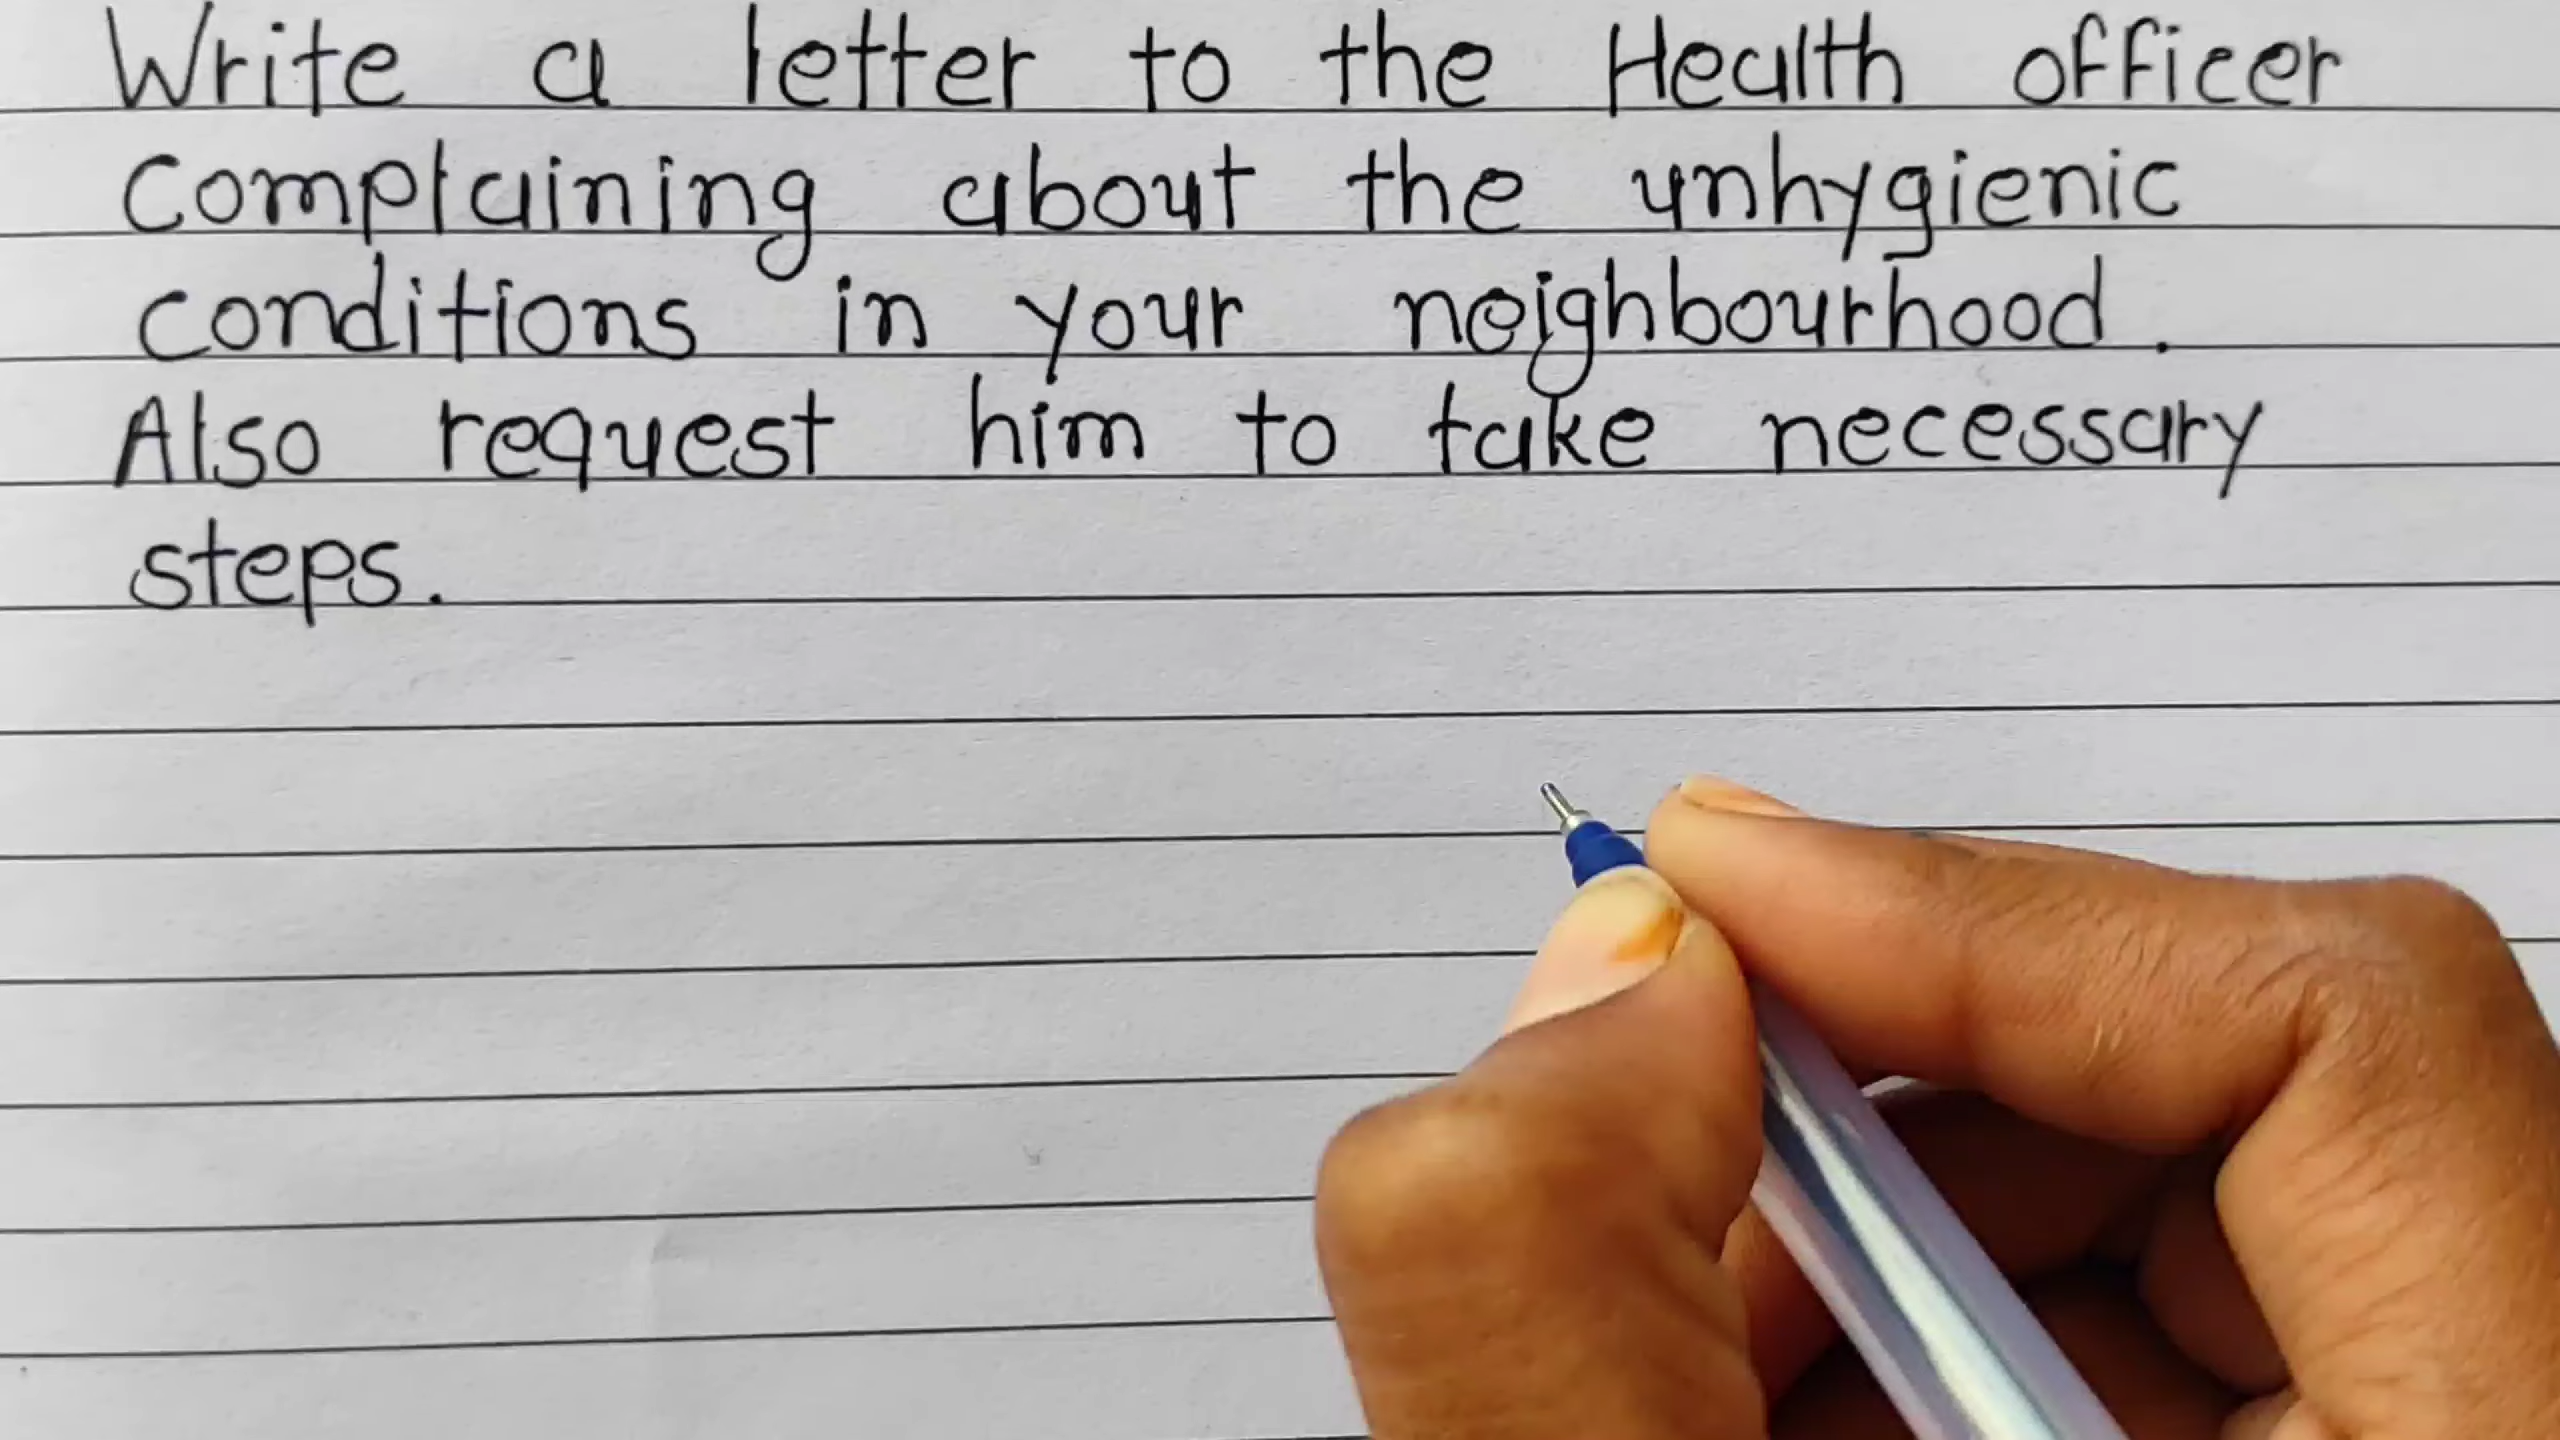 Write a letter to the Health officer
complaining about the unhygienic
conditions in your neighbourhood.
Also request him to take necessary
steps.